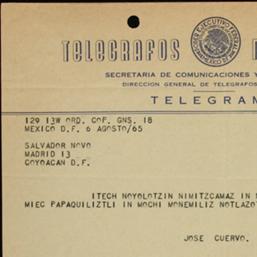 TELEGRAFOS
SECRETARIA DE COMUNICACIONES Y
DIRECCION GENERAL DE TELEGRAFOS
TELEGRAM
129 13W ORD. COF. GNS. 18
MEXICO D.F. 6 AGOSTO/65
SALVADOR NOVO
MADRID 13
COYOACAN D.F.
ITECH NOYOLOTZIN NIMITZCAMAZ IN
MIEC PAPAQUILIZTLI IN MOCHI MONEMILIZ NOTLAZO
JOSE CUERVO.